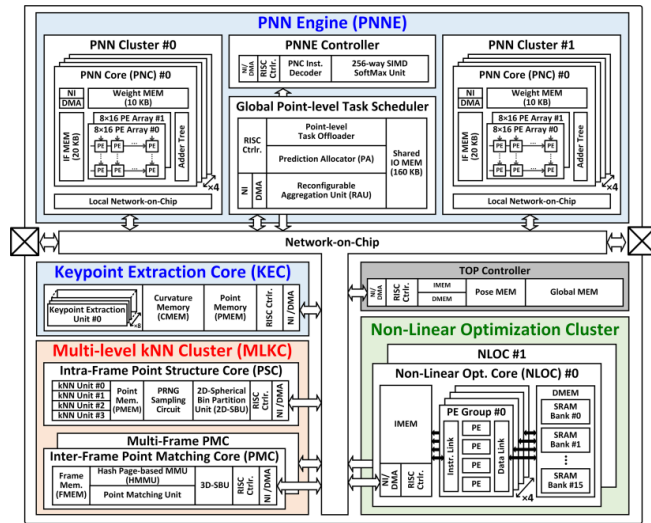 PNN Engine (PNNE)
PNN Cluster #0
PNN Core (PNC) #0
NI
DMA
Weight MEM
(10 KB)
IF MEM
(20 KB)
8×16 PE Array #1
8×16 PE Array #0
PE
PE
...
PE
PE
PE
...
PE
Adder Tree
×4
Local Network-on-Chip
PNNE Controller
NI/
DMA
RISC
Ctrlr.
PNC Inst.
Decoder
256-way SIMD
SoftMax Unit
Global Point-level Task Scheduler
RISC
Ctrlr.
NI
DMA
Point-level
Task Offloader
Prediction Allocator (PA)
Reconfigurable
Aggregation Unit (RAU)
Shared
IO MEM
(160 KB)
PNN Cluster #1
PNN Core (PNC) #0
NI
DMA
Weight MEM
(10 KB)
IF MEM
(20 KB)
8×16 PE Array #1
8×16 PE Array #0
PE
PE
...
PE
PE
PE
...
PE
Adder Tree
×4
Local Network-on-Chip
Network-on-Chip
Keypoint Extraction Core (KEC)
Keypoint Extraction
Unit #0
×8
Curvature
Memory
(CMEM)
Point
Memory
(PMEM)
RISC Ctrlr.
NI /DMA
TOP Controller
NI/
DMA
RISC
Ctrlr.
IMEM
DMEM
Pose MEM
Global MEM
Multi-level kNN Cluster (MLKC)
Intra-Frame Point Structure Core (PSC)
kNN Unit #0
kNN Unit #1
kNN Unit #2
kNN Unit #3
Point
Mem.
(PMEM)
PRNG
Sampling
Circuit
2D-Spherical
Bin Partition
Unit (2D-SBU)
RISC
Ctrlr.
NI /DMA
Multi-Frame PMC
Inter-Frame Point Matching Core (PMC)
Frame
Mem.
(FMEM)
Hash Page-based MMU
(HMMU)
Point Matching Unit
3D-SBU
RISC
Ctrlr.
NI /DMA
Non-Linear Optimization Cluster
NLOC #1
Non-Linear Opt. Core (NLOC) #0
IMEM
NI/
DMA
RISC
Ctrlr.
PE Group #0
Instr. Link
PE
PE
PE
PE
Data Link
×4
DMEM
SRAM
Bank #0
SRAM
Bank #1
⋮
SRAM
Bank #15